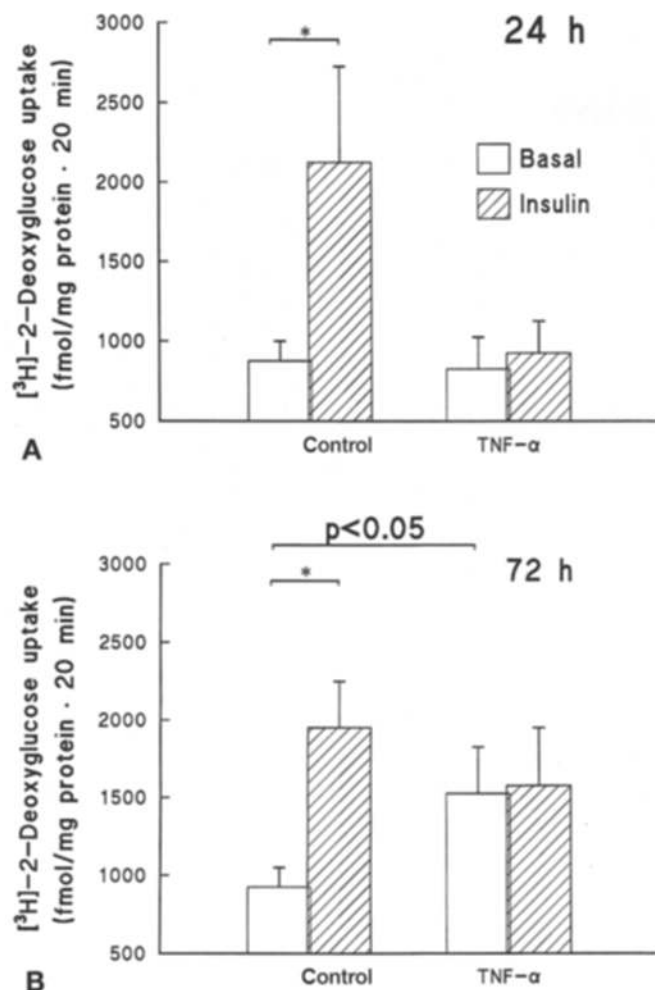 3000
2500
2000
1500
1000
500
[³H]-2-Deoxyglucose uptake
(fmol/mg protein · 20 min)
*
24 h
Basal
Insulin
Control
TNF-α
A
p<0.05
3000
2500
2000
1500
1000
500
[³H]-2-Deoxyglucose uptake
(fmol/mg protein · 20 min)
*
72 h
Control
TNF-α
B